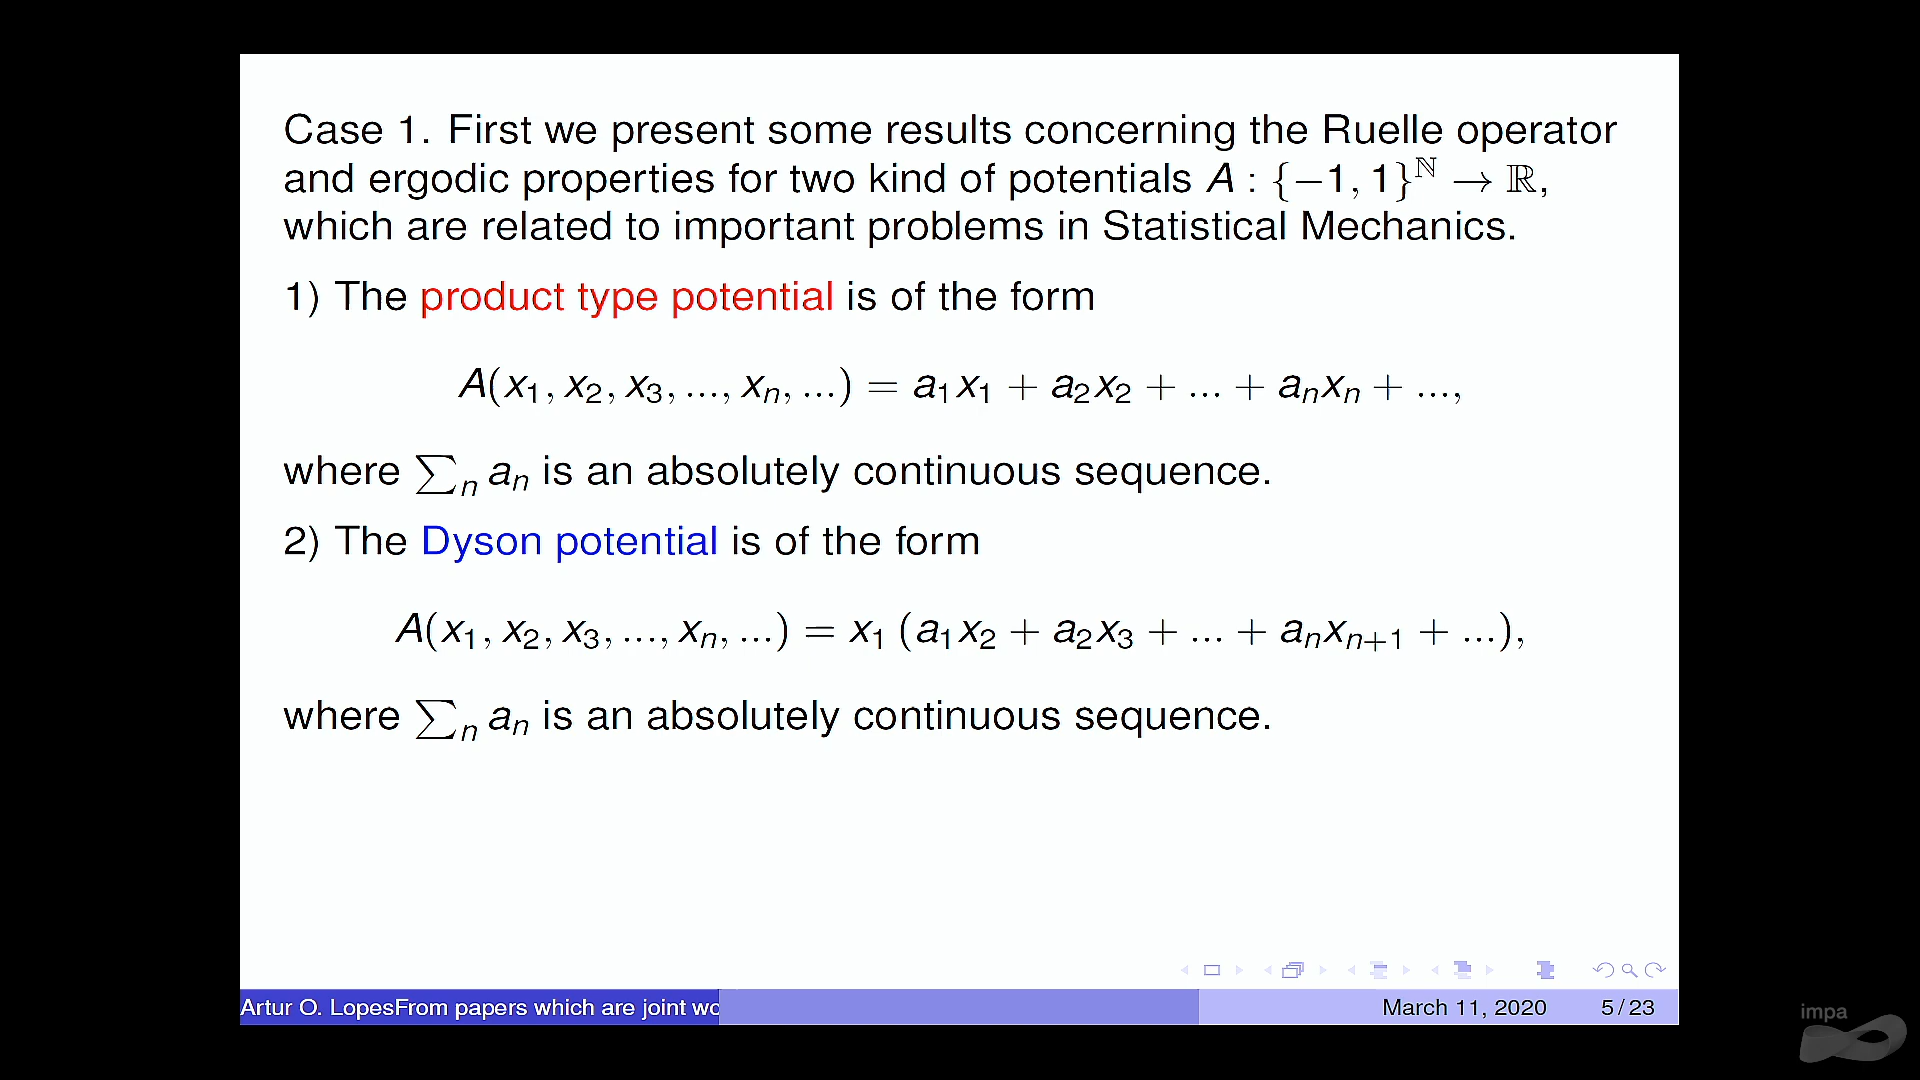 Case 1. First we present some results concerning the Ruelle operator
and ergodic properties for two kind of potentials A : {−1, 1}^ℕ → ℝ,
which are related to important problems in Statistical Mechanics.
1) The product type potential is of the form
A(x₁, x₂, x₃, ..., xₙ, ...) = a₁x₁ + a₂x₂ + ... + aₙxₙ + ...,
where ∑ₙ aₙ is an absolutely continuous sequence.
2) The Dyson potential is of the form
A(x₁, x₂, x₃, ..., xₙ, ...) = x₁ (a₁x₂ + a₂x₃ + ... + aₙxₙ₊₁ + ...),
where ∑ₙ aₙ is an absolutely continuous sequence.
Artur O. LopesFrom papers which are joint wo March 11, 2020 5/23
impa